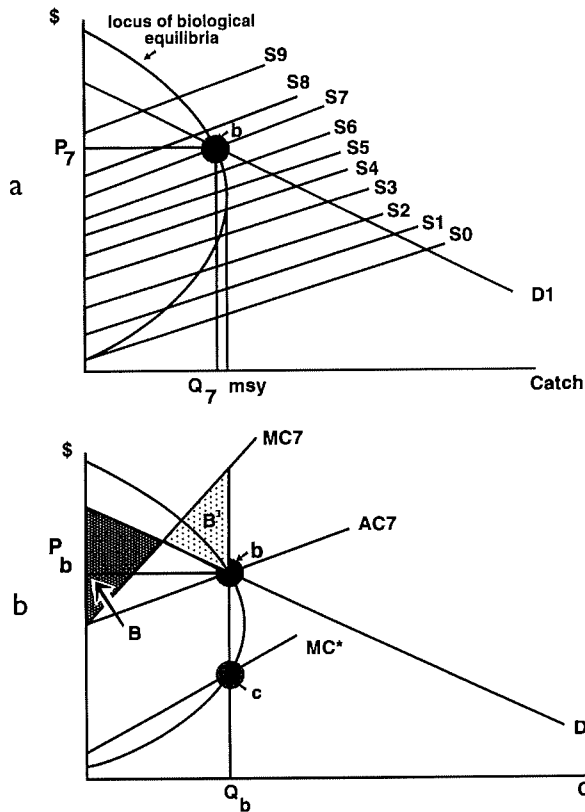 $
locus of biological
equilibria
S9
S8
S7
b
S6
P7
S5
S4
a
S3
S2
S1
S0
D1
Q7 msy
Catch
MC7
$
B'
AC7
Pb
b
b
B
MC*
c
D
Qb